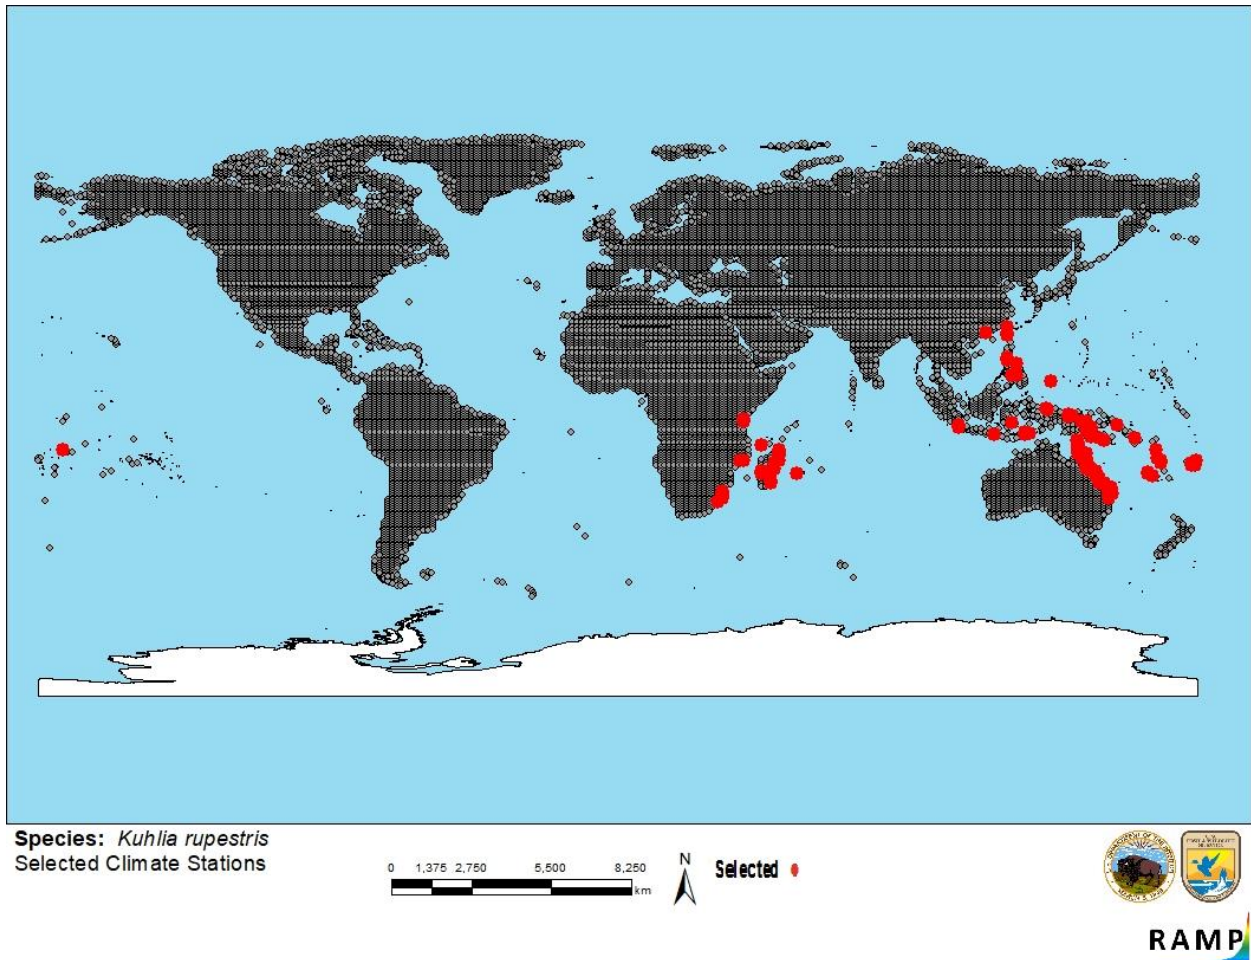 Species: Kuhlia rupestris
Selected Climate Stations
0 1,375 2,750 5,500 8,250
km
N
Selected
RAMP